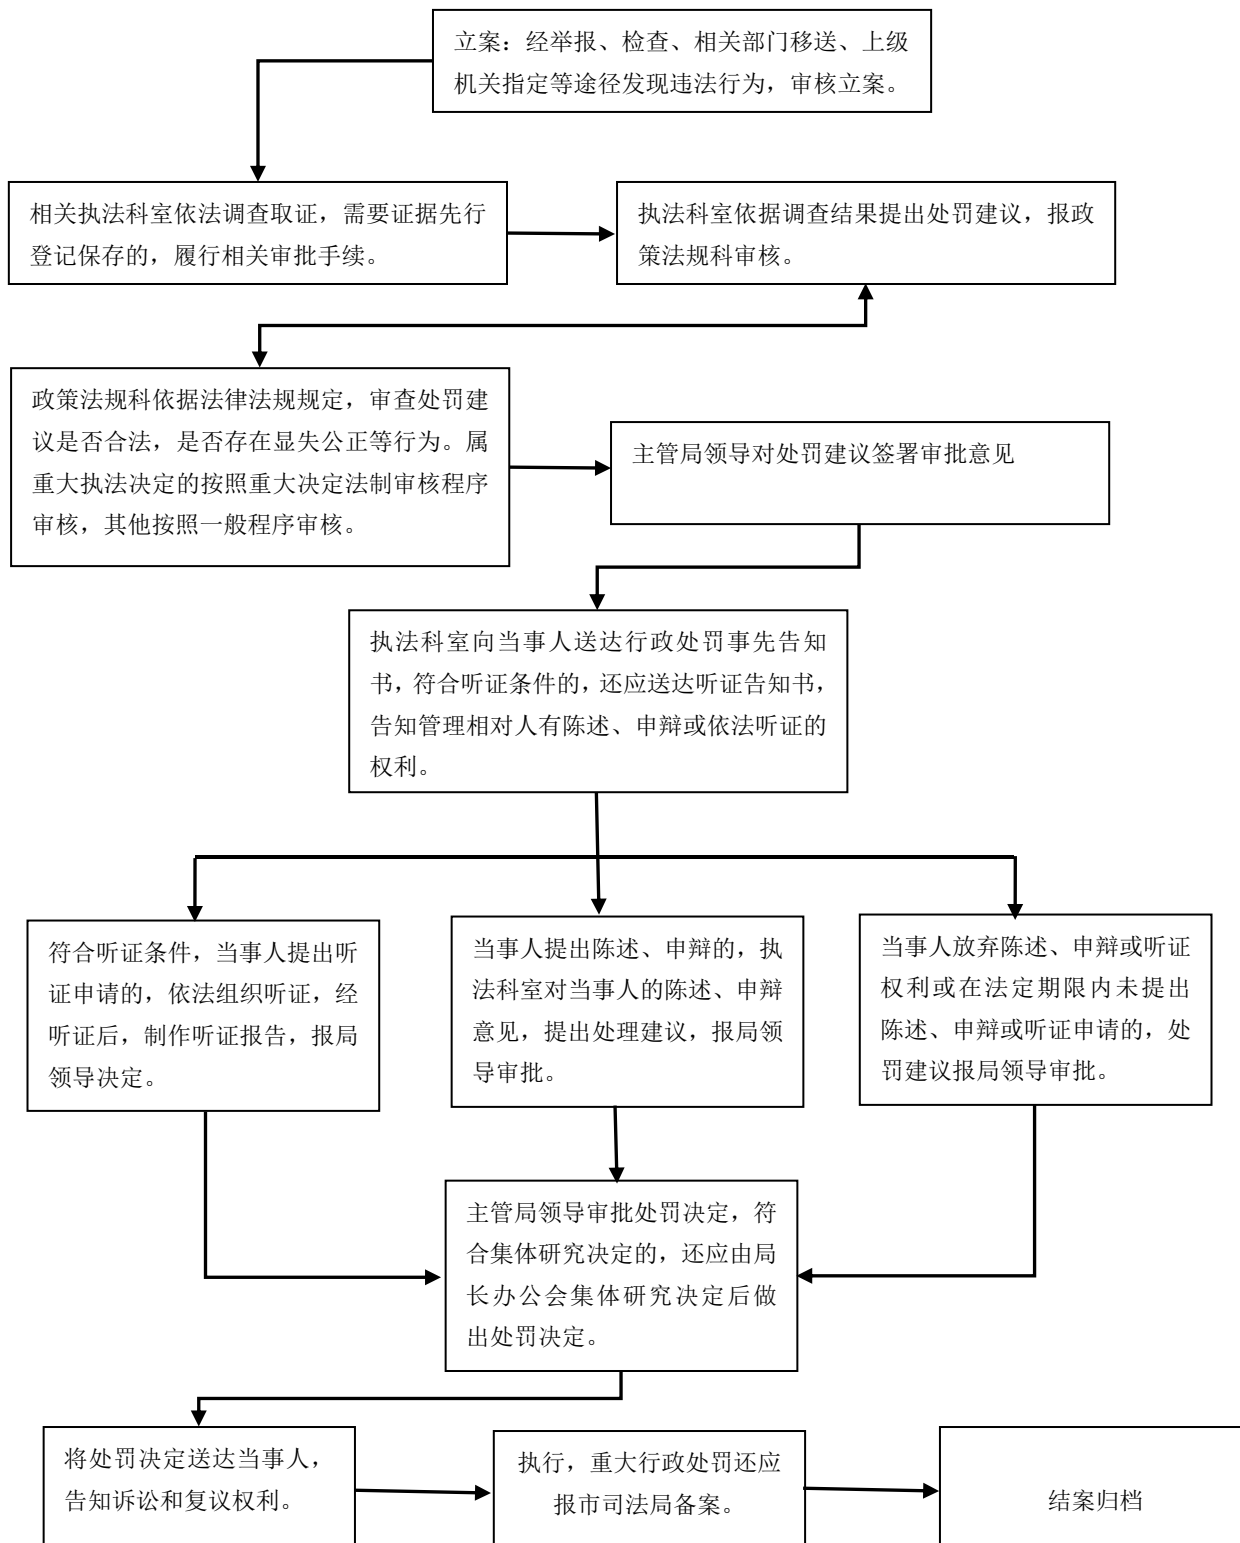 立案：经举报、检查、相关部门移送、上级
机关指定等途径发现违法行为，审核立案。
相关执法科室依法调查取证，需要证据先行
登记保存的，履行相关审批手续。
执法科室依据调查结果提出处罚建议，报政
策法规科审核。
政策法规科依据法律法规规定，审查处罚建
议是否合法，是否存在显失公正等行为。属
重大执法决定的按照重大决定法制审核程序
审核，其他按照一般程序审核。
主管局领导对处罚建议签署审批意见
执法科室向当事人送达行政处罚事先告知
书，符合听证条件的，还应送达听证告知书，
告知管理相对人有陈述、申辩或依法听证的
权利。
符合听证条件，当事人提出听
证申请的，依法组织听证，经
听证后，制作听证报告，报局
领导决定。
当事人提出陈述、申辩的，执
法科室对当事人的陈述、申辩
意见，提出处理建议，报局领
导审批。
当事人放弃陈述、申辩或听证
权利或在法定期限内未提出
陈述、申辩或听证申请的，处
罚建议报局领导审批。
主管局领导审批处罚决定，符
合集体研究决定的，还应由局
长办公会集体研究决定后做
出处罚决定。
将处罚决定送达当事人，
告知诉讼和复议权利。
执行，重大行政处罚还应
报市司法局备案。
结案归档